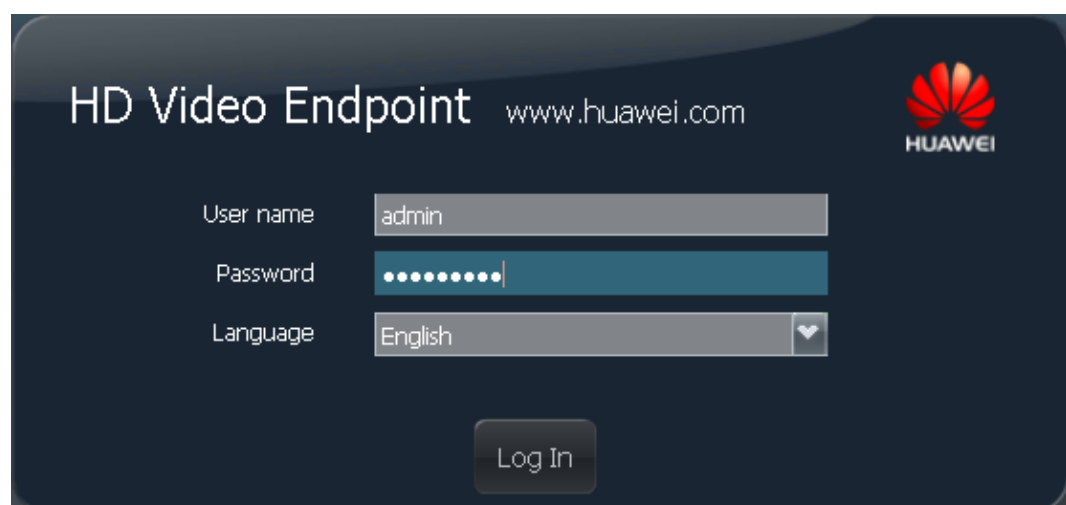 HD Video Endpoint www.huawei.com
HUAWEI
User name admin
Password •••••••••
Language English
Log In